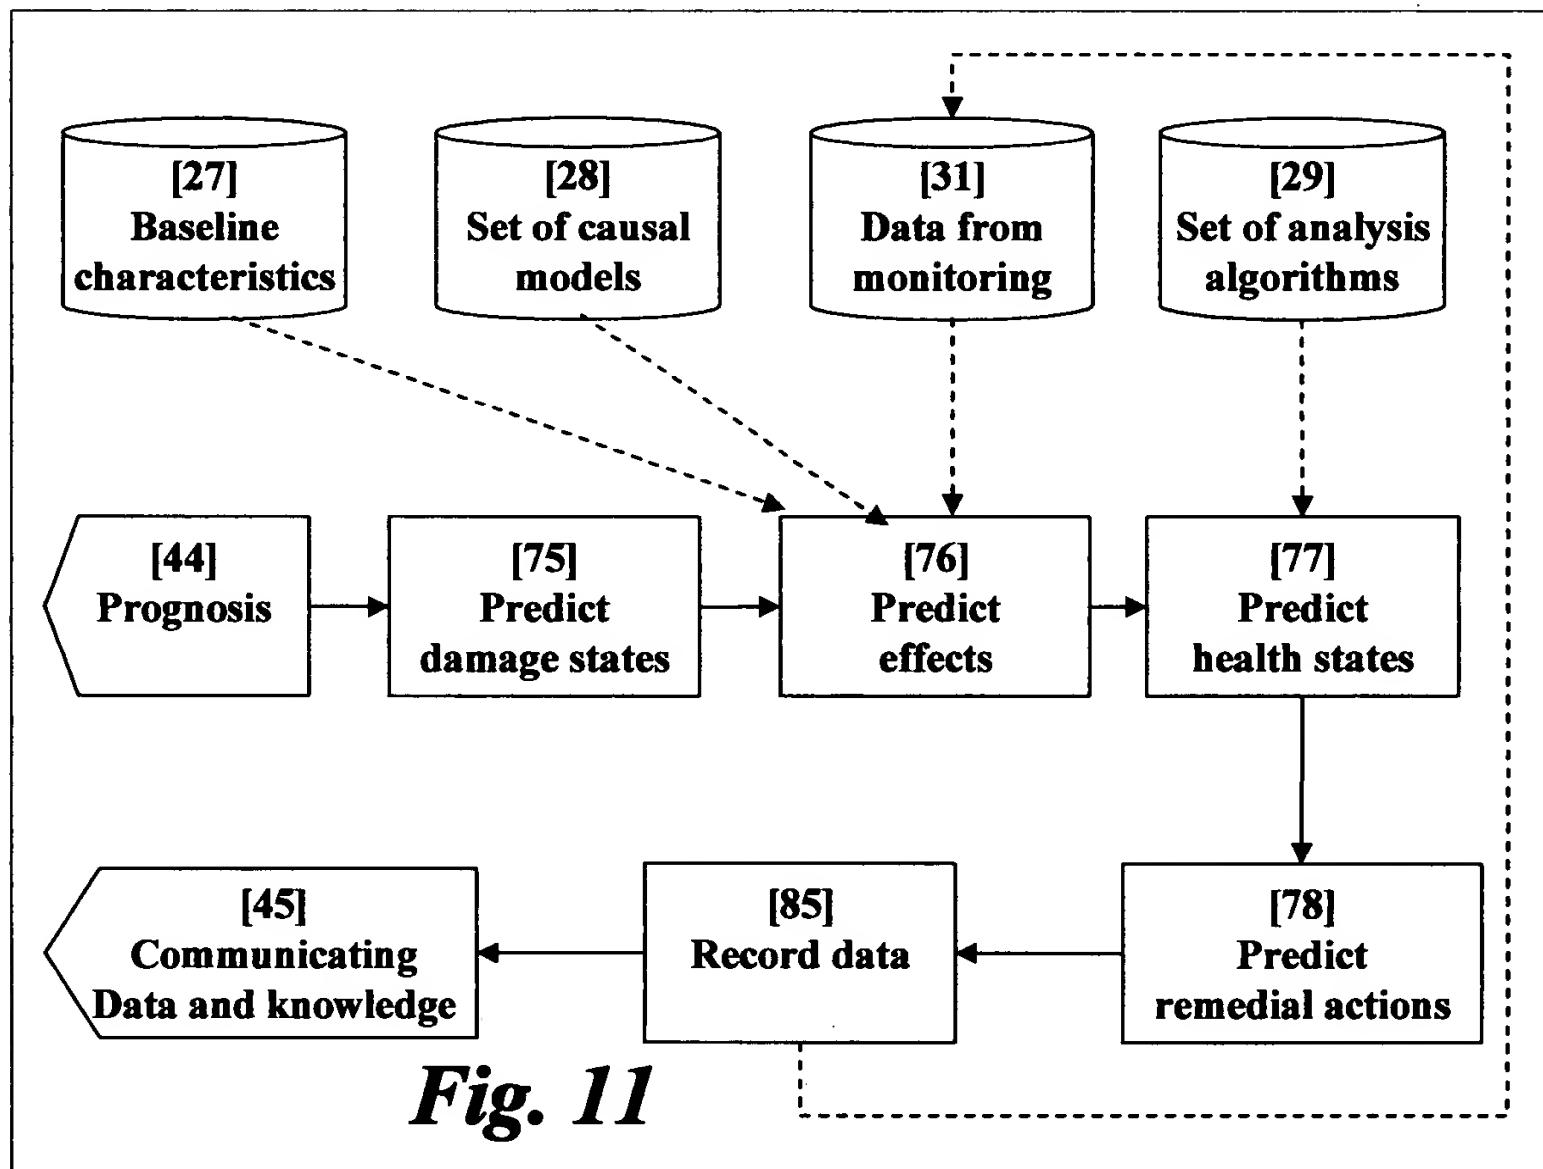 [27]
Baseline
characteristics
[28]
Set of causal
models
[31]
Data from
monitoring
[29]
Set of analysis
algorithms
[44]
Prognosis
[75]
Predict
damage states
[76]
Predict
effects
[77]
Predict
health states
[45]
Communicating
Data and knowledge
[85]
Record data
[78]
Predict
remedial actions
Fig. 11